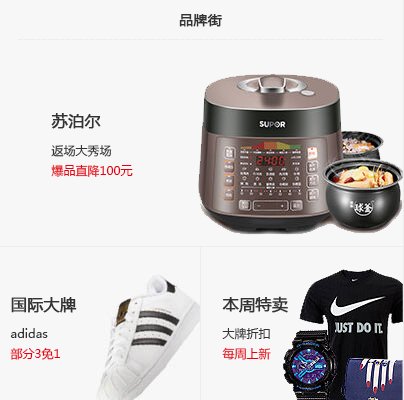 品牌街
苏泊尔
返场大秀场
爆品直降100元
SUPOR
球釜
国际大牌
adidas
部分3免1
本周特卖
大牌折扣
每周上新
JUST DO IT.